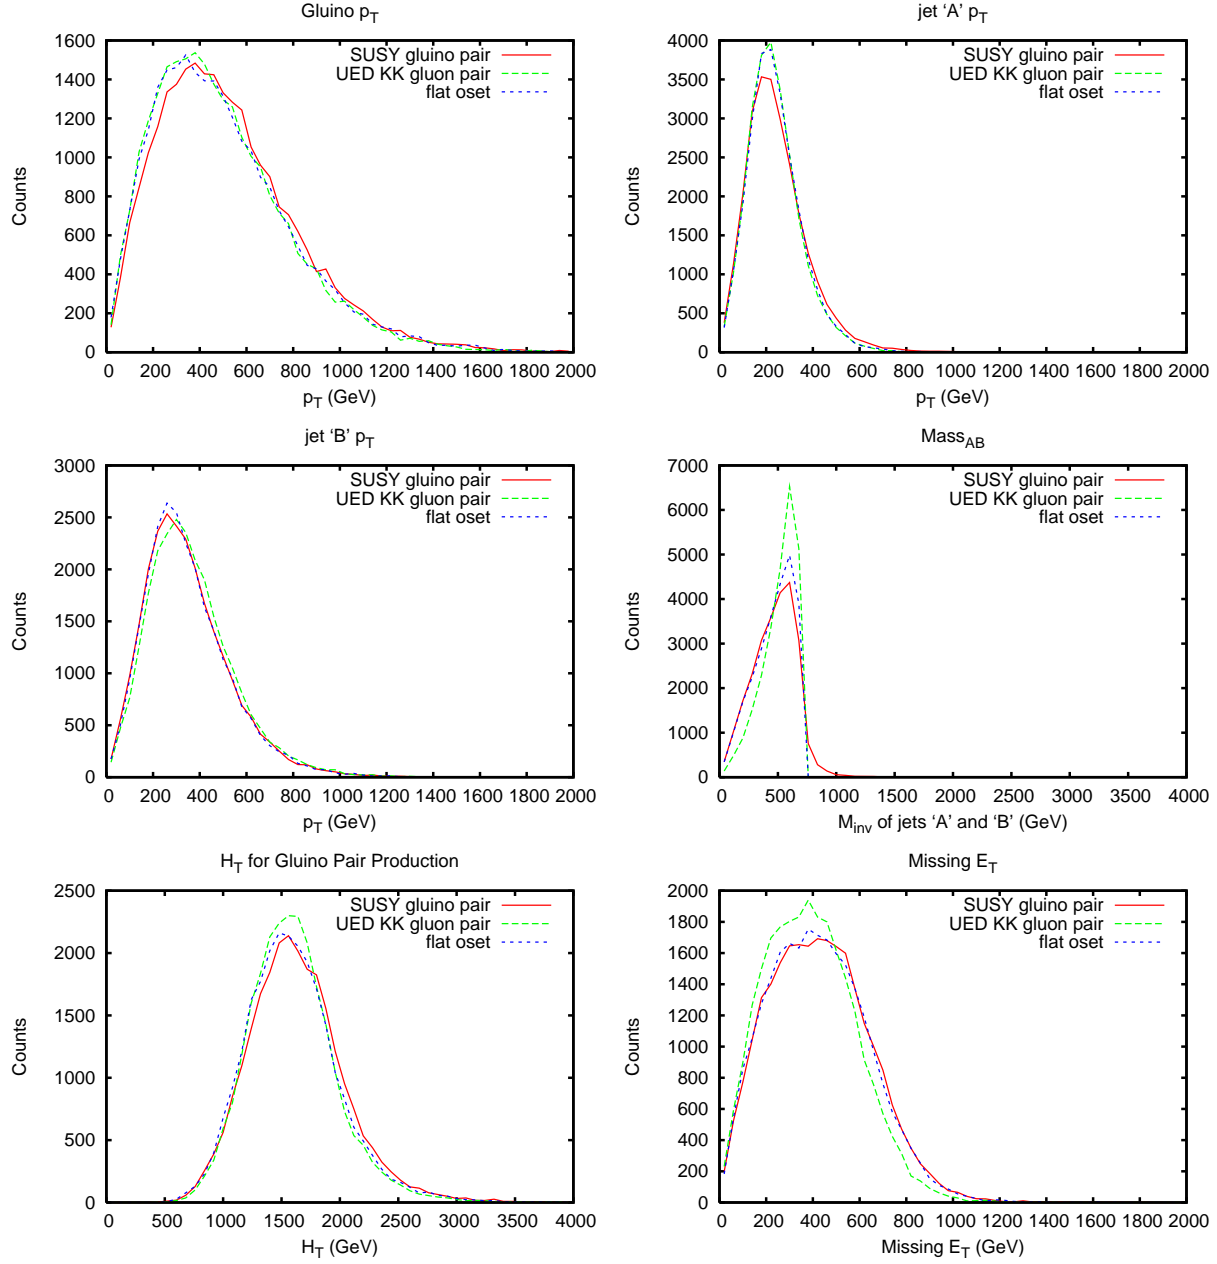 Gluino p_T
1600
1400
1200
1000
800
600
400
200
0
Counts
SUSY gluino pair
UED KK gluon pair
flat oset
0 200 400 600 800 1000 1200 1400 1600 1800 2000
p_T (GeV)
jet ‘A’ p_T
4000
3500
3000
2500
2000
1500
1000
500
0
Counts
SUSY gluino pair
UED KK gluon pair
flat oset
0 200 400 600 800 1000 1200 1400 1600 1800 2000
p_T (GeV)
jet ‘B’ p_T
3000
2500
2000
1500
1000
500
0
Counts
SUSY gluino pair
UED KK gluon pair
flat oset
0 200 400 600 800 1000 1200 1400 1600 1800 2000
p_T (GeV)
Mass_AB
7000
6000
5000
4000
3000
2000
1000
0
Counts
SUSY gluino pair
UED KK gluon pair
flat oset
0 500 1000 1500 2000 2500 3000 3500 4000
M_inv of jets ‘A’ and ‘B’ (GeV)
H_T for Gluino Pair Production
2500
2000
1500
1000
500
0
Counts
SUSY gluino pair
UED KK gluon pair
flat oset
0 500 1000 1500 2000 2500 3000 3500 4000
H_T (GeV)
Missing E_T
2000
1800
1600
1400
1200
1000
800
600
400
200
0
Counts
SUSY gluino pair
UED KK gluon pair
flat oset
0 200 400 600 800 1000 1200 1400 1600 1800 2000
Missing E_T (GeV)